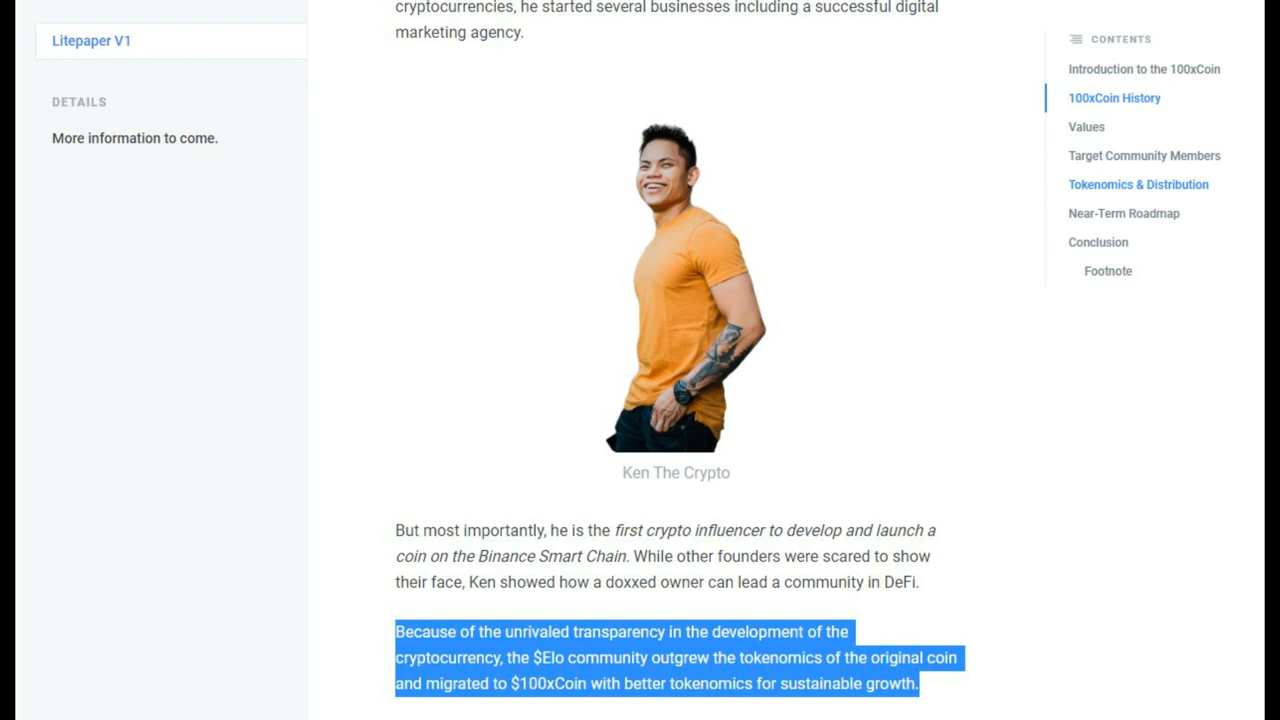 cryptocurrencies, he started several businesses including a successful digital
marketing agency.
Litepaper V1
DETAILS
More information to come.
CONTENTS
Introduction to the 100xCoin
100xCoin History
Values
Target Community Members
Tokenomics & Distribution
Near-Term Roadmap
Conclusion
Footnote
Ken The Crypto
But most importantly, he is the first crypto influencer to develop and launch a
coin on the Binance Smart Chain. While other founders were scared to show
their face, Ken showed how a doxxed owner can lead a community in DeFi.
Because of the unrivaled transparency in the development of the
cryptocurrency, the $Elo community outgrew the tokenomics of the original coin
and migrated to $100xCoin with better tokenomics for sustainable growth.